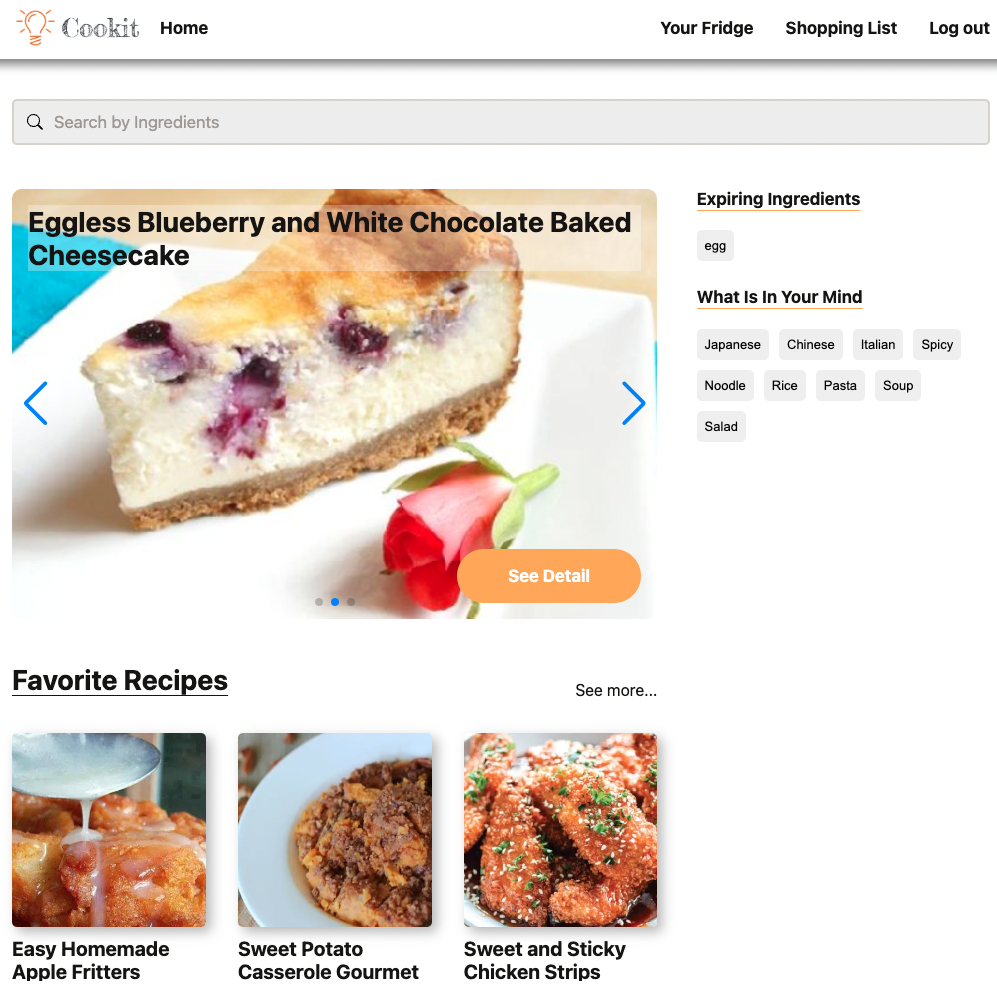 Cookit Home Your Fridge Shopping List Log out
Search by Ingredients
Eggless Blueberry and White Chocolate Baked
Cheesecake
See Detail
Expiring Ingredients
egg
What Is In Your Mind
Japanese Chinese Italian Spicy
Noodle Rice Pasta Soup
Salad
Favorite Recipes
See more...
Easy Homemade
Apple Fritters
Sweet Potato
Casserole Gourmet
Sweet and Sticky
Chicken Strips